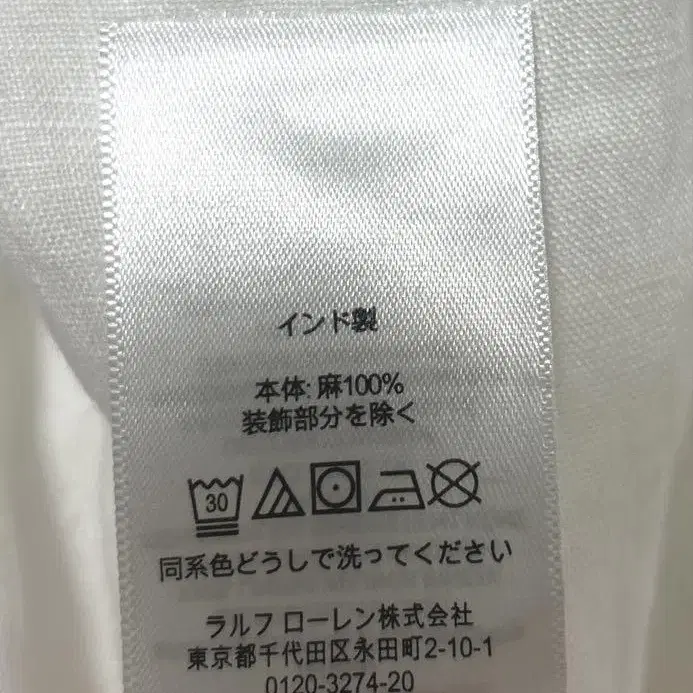 インド製
本体: 麻100%
装飾部分を除く
30
同系色どうしで洗ってください
ラルフ ローレン株式会社
東京都千代田区永田町2-10-1
0120-3274-20